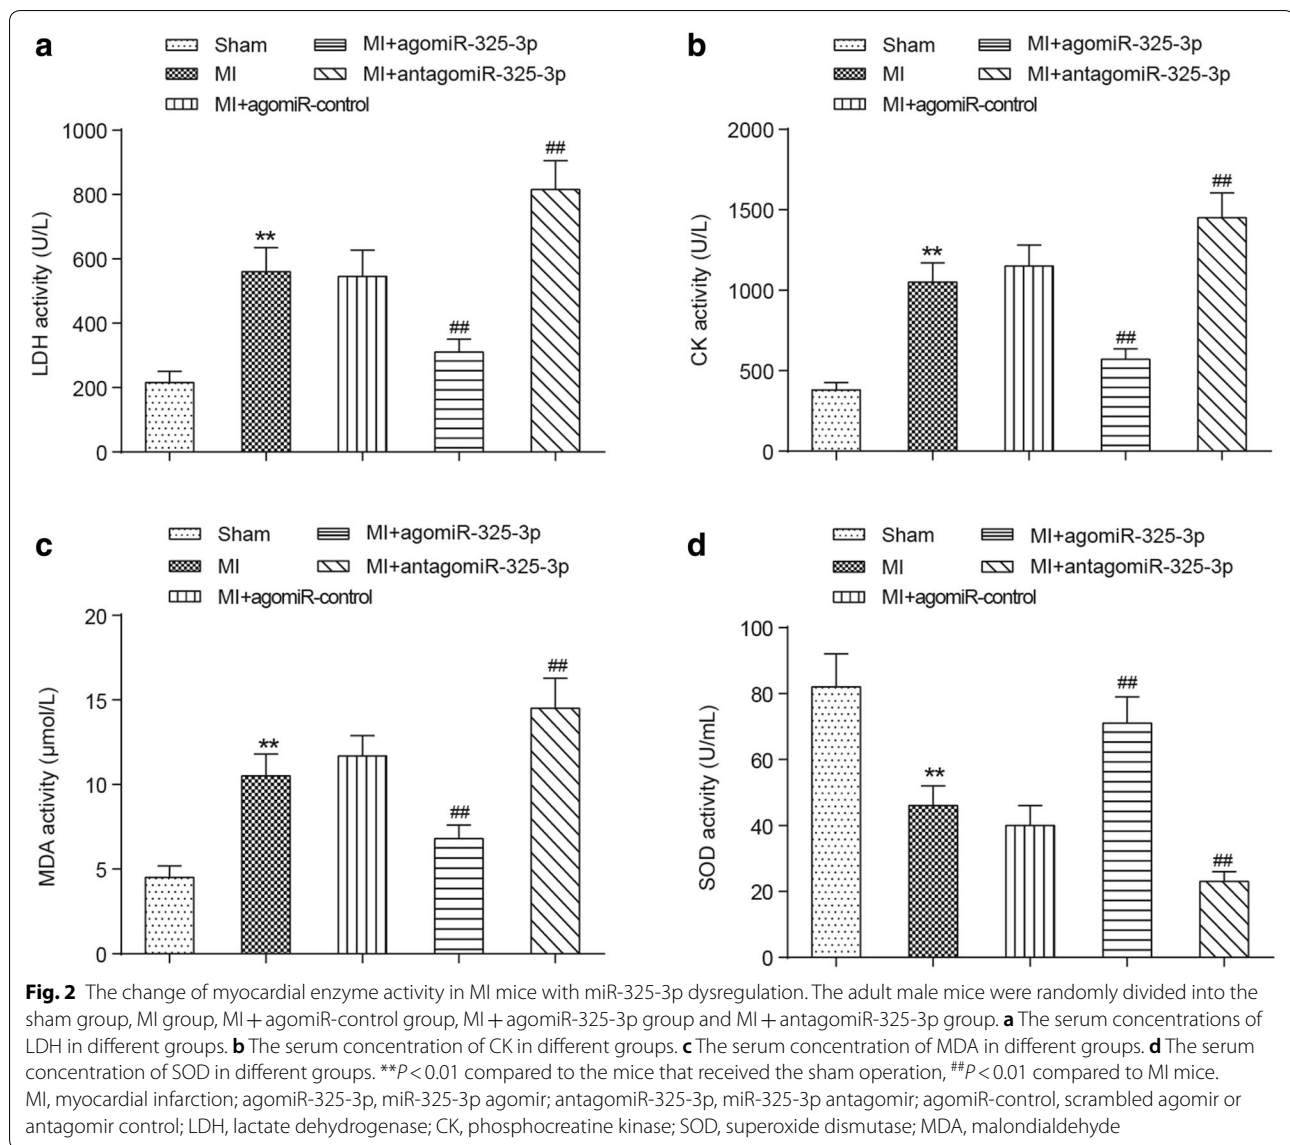 a
Sham
MI+agomiR-325-3p
MI
MI+antagomiR-325-3p
MI+agomiR-control
1000
800
600
400
200
0
LDH activity (U/L)
**
##
##
b
Sham
MI+agomiR-325-3p
MI
MI+antagomiR-325-3p
MI+agomiR-control
2000
1500
1000
500
0
CK activity (U/L)
**
##
##
c
Sham
MI+agomiR-325-3p
MI
MI+antagomiR-325-3p
MI+agomiR-control
20
15
10
5
0
MDA activity (μmol/L)
**
##
##
d
Sham
MI+agomiR-325-3p
MI
MI+antagomiR-325-3p
MI+agomiR-control
100
80
60
40
20
0
SOD activity (U/mL)
**
##
##
Fig. 2 The change of myocardial enzyme activity in MI mice with miR-325-3p dysregulation. The adult male mice were randomly divided into the
sham group, MI group, MI + agomiR-control group, MI + agomiR-325-3p group and MI + antagomiR-325-3p group. a The serum concentrations of
LDH in different groups. b The serum concentration of CK in different groups. c The serum concentration of MDA in different groups. d The serum
concentration of SOD in different groups. **P < 0.01 compared to the mice that received the sham operation, ##P < 0.01 compared to MI mice.
MI, myocardial infarction; agomiR-325-3p, miR-325-3p agomir; antagomiR-325-3p, miR-325-3p antagomir; agomiR-control, scrambled agomir or
antagomir control; LDH, lactate dehydrogenase; CK, phosphocreatine kinase; SOD, superoxide dismutase; MDA, malondialdehyde